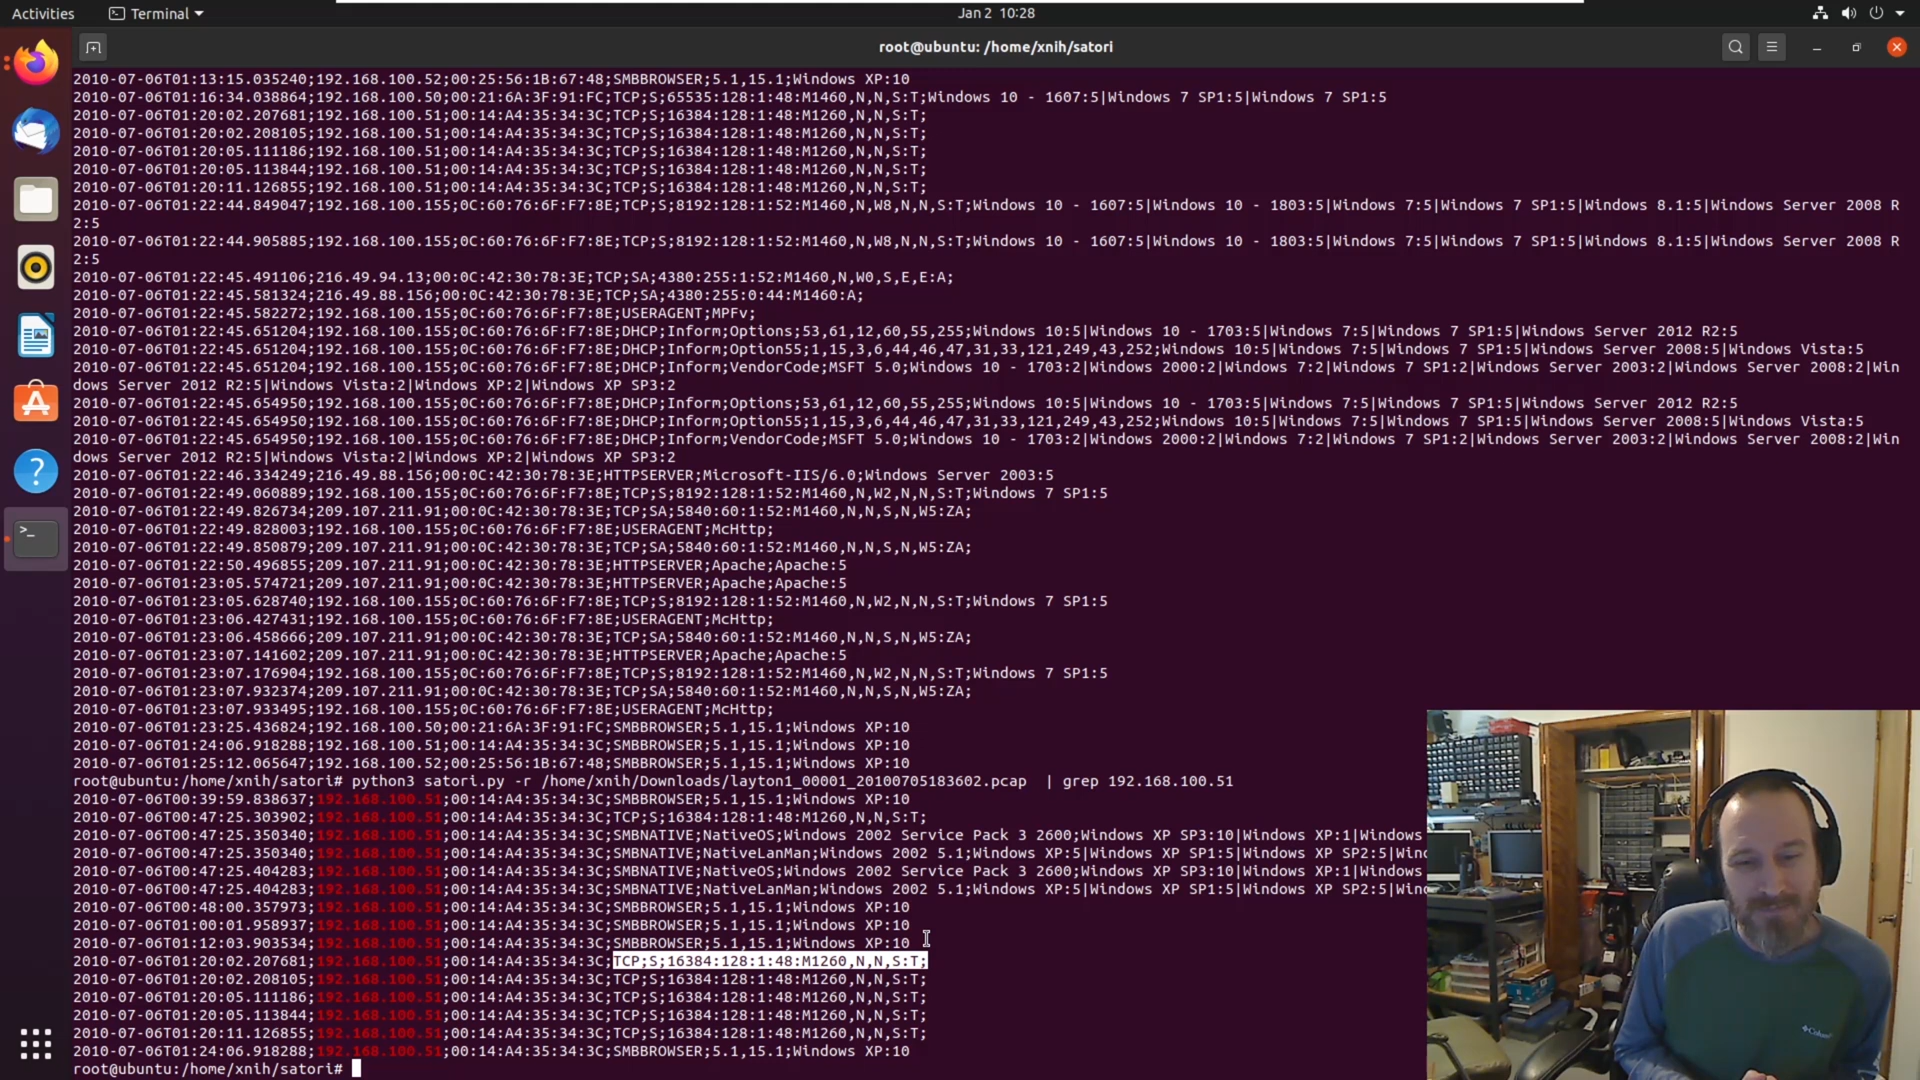 Activities Terminal Jan 2 10:28
root@ubuntu: /home/xnih/satori
2010-07-06T01:13:15.035240;192.168.100.52;00:25:56:1B:67:48;SMBBROWSER;5.1,15.1;Windows XP:10
2010-07-06T01:16:34.038864;192.168.100.50;00:21:6A:3F:91:FC;TCP;S;65535:128:1:48:M1460,N,N,S:T;Windows 10 - 1607:5|Windows 7 SP1:5|Windows 7 SP1:5
2010-07-06T01:20:02.207681;192.168.100.51;00:14:A4:35:34:3C;TCP;S;16384:128:1:48:M1260,N,N,S:T;
2010-07-06T01:20:02.208105;192.168.100.51;00:14:A4:35:34:3C;TCP;S;16384:128:1:48:M1260,N,N,S:T;
2010-07-06T01:20:05.111186;192.168.100.51;00:14:A4:35:34:3C;TCP;S;16384:128:1:48:M1260,N,N,S:T;
2010-07-06T01:20:05.113844;192.168.100.51;00:14:A4:35:34:3C;TCP;S;16384:128:1:48:M1260,N,N,S:T;
2010-07-06T01:20:11.126855;192.168.100.51;00:14:A4:35:34:3C;TCP;S;16384:128:1:48:M1260,N,N,S:T;
2010-07-06T01:22:44.849047;192.168.100.155;0C:60:76:6F:F7:8E;TCP;S;8192:128:1:52:M1460,N,W8,N,N,S:T;Windows 10 - 1607:5|Windows 10 - 1803:5|Windows 7:5|Windows 7 SP1:5|Windows 8.1:5|Windows Server 2008 R
2:5
2010-07-06T01:22:44.905885;192.168.100.155;0C:60:76:6F:F7:8E;TCP;S;8192:128:1:52:M1460,N,W8,N,N,S:T;Windows 10 - 1607:5|Windows 10 - 1803:5|Windows 7:5|Windows 7 SP1:5|Windows 8.1:5|Windows Server 2008 R
2:5
2010-07-06T01:22:45.491106;216.49.94.13;00:0C:42:30:78:3E;TCP;SA;4380:255:1:52:M1460,N,W0,S,E,E:A;
2010-07-06T01:22:45.581324;216.49.88.156;00:0C:42:30:78:3E;TCP;SA;4380:255:0:44:M1460:A;
2010-07-06T01:22:45.582272;192.168.100.155;0C:60:76:6F:F7:8E;USERAGENT;MPFv;
2010-07-06T01:22:45.651204;192.168.100.155;0C:60:76:6F:F7:8E;DHCP;Inform;Options;53,61,12,60,55,255;Windows 10:5|Windows 10 - 1703:5|Windows 7:5|Windows 7 SP1:5|Windows Server 2012 R2:5
2010-07-06T01:22:45.651204;192.168.100.155;0C:60:76:6F:F7:8E;DHCP;Inform;Option55;1,15,3,6,44,46,47,31,33,121,249,43,252;Windows 10:5|Windows 7:5|Windows 7 SP1:5|Windows Server 2008:5|Windows Vista:5
2010-07-06T01:22:45.651204;192.168.100.155;0C:60:76:6F:F7:8E;DHCP;Inform;VendorCode;MSFT 5.0;Windows 10 - 1703:2|Windows 2000:2|Windows 7:2|Windows 7 SP1:2|Windows Server 2003:2|Windows Server 2008:2|Win
dows Server 2012 R2:5|Windows Vista:2|Windows XP:2|Windows XP SP3:2
2010-07-06T01:22:45.654950;192.168.100.155;0C:60:76:6F:F7:8E;DHCP;Inform;Options;53,61,12,60,55,255;Windows 10:5|Windows 10 - 1703:5|Windows 7:5|Windows 7 SP1:5|Windows Server 2012 R2:5
2010-07-06T01:22:45.654950;192.168.100.155;0C:60:76:6F:F7:8E;DHCP;Inform;Option55;1,15,3,6,44,46,47,31,33,121,249,43,252;Windows 10:5|Windows 7:5|Windows 7 SP1:5|Windows Server 2008:5|Windows Vista:5
2010-07-06T01:22:45.654950;192.168.100.155;0C:60:76:6F:F7:8E;DHCP;Inform;VendorCode;MSFT 5.0;Windows 10 - 1703:2|Windows 2000:2|Windows 7:2|Windows 7 SP1:2|Windows Server 2003:2|Windows Server 2008:2|Win
dows Server 2012 R2:5|Windows Vista:2|Windows XP:2|Windows XP SP3:2
2010-07-06T01:22:46.334249;216.49.88.156;00:0C:42:30:78:3E;HTTPSERVER;Microsoft-IIS/6.0;Windows Server 2003:5
2010-07-06T01:22:49.060889;192.168.100.155;0C:60:76:6F:F7:8E;TCP;S;8192:128:1:52:M1460,N,W2,N,N,S:T;Windows 7 SP1:5
2010-07-06T01:22:49.826734;209.107.211.91;00:0C:42:30:78:3E;TCP;SA;5840:60:1:52:M1460,N,N,S,N,W5:ZA;
2010-07-06T01:22:49.828003;192.168.100.155;0C:60:76:6F:F7:8E;USERAGENT;McHttp;
2010-07-06T01:22:49.850879;209.107.211.91;00:0C:42:30:78:3E;TCP;SA;5840:60:1:52:M1460,N,N,S,N,W5:ZA;
2010-07-06T01:22:50.496855;209.107.211.91;00:0C:42:30:78:3E;HTTPSERVER;Apache;Apache:5
2010-07-06T01:23:05.574721;209.107.211.91;00:0C:42:30:78:3E;HTTPSERVER;Apache;Apache:5
2010-07-06T01:23:05.628740;192.168.100.155;0C:60:76:6F:F7:8E;TCP;S;8192:128:1:52:M1460,N,W2,N,N,S:T;Windows 7 SP1:5
2010-07-06T01:23:06.427431;192.168.100.155;0C:60:76:6F:F7:8E;USERAGENT;McHttp;
2010-07-06T01:23:06.458666;209.107.211.91;00:0C:42:30:78:3E;TCP;SA;5840:60:1:52:M1460,N,N,S,N,W5:ZA;
2010-07-06T01:23:07.141602;209.107.211.91;00:0C:42:30:78:3E;HTTPSERVER;Apache;Apache:5
2010-07-06T01:23:07.176904;192.168.100.155;0C:60:76:6F:F7:8E;TCP;S;8192:128:1:52:M1460,N,W2,N,N,S:T;Windows 7 SP1:5
2010-07-06T01:23:07.932374;209.107.211.91;00:0C:42:30:78:3E;TCP;SA;5840:60:1:52:M1460,N,N,S,N,W5:ZA;
2010-07-06T01:23:07.933495;192.168.100.155;0C:60:76:6F:F7:8E;USERAGENT;McHttp;
2010-07-06T01:23:25.436824;192.168.100.50;00:21:6A:3F:91:FC;SMBBROWSER;5.1,15.1;Windows XP:10
2010-07-06T01:24:06.918288;192.168.100.51;00:14:A4:35:34:3C;SMBBROWSER;5.1,15.1;Windows XP:10
2010-07-06T01:25:12.065647;192.168.100.52;00:25:56:1B:67:48;SMBBROWSER;5.1,15.1;Windows XP:10
root@ubuntu:/home/xnih/satori# python3 satori.py -r /home/xnih/Downloads/layton1_00001_20100705183602.pcap | grep 192.168.100.51
2010-07-06T00:39:59.838637;192.168.100.51;00:14:A4:35:34:3C;SMBBROWSER;5.1,15.1;Windows XP:10
2010-07-06T00:47:25.303902;192.168.100.51;00:14:A4:35:34:3C;TCP;S;16384:128:1:48:M1260,N,N,S:T;
2010-07-06T00:47:25.350340;192.168.100.51;00:14:A4:35:34:3C;SMBNATIVE;NativeOS;Windows 2002 Service Pack 3 2600;Windows XP SP3:10|Windows XP:1|Windows
2010-07-06T00:47:25.350340;192.168.100.51;00:14:A4:35:34:3C;SMBNATIVE;NativeLanMan;Windows 2002 5.1;Windows XP:5|Windows XP SP1:5|Windows XP SP2:5|Wind
2010-07-06T00:47:25.404283;192.168.100.51;00:14:A4:35:34:3C;SMBNATIVE;NativeOS;Windows 2002 Service Pack 3 2600;Windows XP SP3:10|Windows XP:1|Windows
2010-07-06T00:47:25.404283;192.168.100.51;00:14:A4:35:34:3C;SMBNATIVE;NativeLanMan;Windows 2002 5.1;Windows XP:5|Windows XP SP1:5|Windows XP SP2:5|Wind
2010-07-06T00:48:00.357973;192.168.100.51;00:14:A4:35:34:3C;SMBBROWSER;5.1,15.1;Windows XP:10
2010-07-06T01:00:01.958937;192.168.100.51;00:14:A4:35:34:3C;SMBBROWSER;5.1,15.1;Windows XP:10
2010-07-06T01:12:03.903534;192.168.100.51;00:14:A4:35:34:3C;SMBBROWSER;5.1,15.1;Windows XP:10
2010-07-06T01:20:02.207681;192.168.100.51;00:14:A4:35:34:3C;TCP;S;16384:128:1:48:M1260,N,N,S:T;
2010-07-06T01:20:02.208105;192.168.100.51;00:14:A4:35:34:3C;TCP;S;16384:128:1:48:M1260,N,N,S:T;
2010-07-06T01:20:05.111186;192.168.100.51;00:14:A4:35:34:3C;TCP;S;16384:128:1:48:M1260,N,N,S:T;
2010-07-06T01:20:05.113844;192.168.100.51;00:14:A4:35:34:3C;TCP;S;16384:128:1:48:M1260,N,N,S:T;
2010-07-06T01:20:11.126855;192.168.100.51;00:14:A4:35:34:3C;TCP;S;16384:128:1:48:M1260,N,N,S:T;
2010-07-06T01:24:06.918288;192.168.100.51;00:14:A4:35:34:3C;SMBBROWSER;5.1,15.1;Windows XP:10
root@ubuntu:/home/xnih/satori#
Columbia